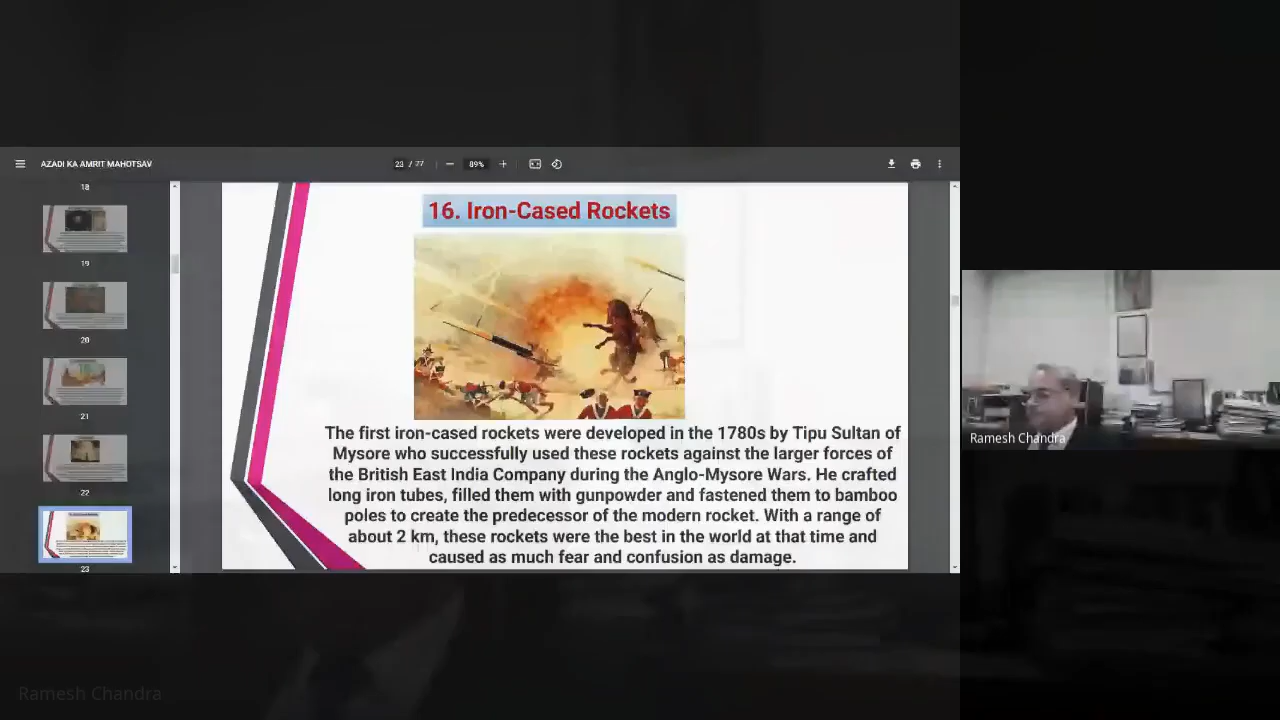 AZADI KA AMRIT MAHOTSAV
23 / 77
89%
18
19
20
21
22
23
16. Iron-Cased Rockets
The first iron-cased rockets were developed in the 1780s by Tipu Sultan of
Mysore who successfully used these rockets against the larger forces of
the British East India Company during the Anglo-Mysore Wars. He crafted
long iron tubes, filled them with gunpowder and fastened them to bamboo
poles to create the predecessor of the modern rocket. With a range of
about 2 km, these rockets were the best in the world at that time and
caused as much fear and confusion as damage.
Ramesh Chandra
Ramesh Chandra